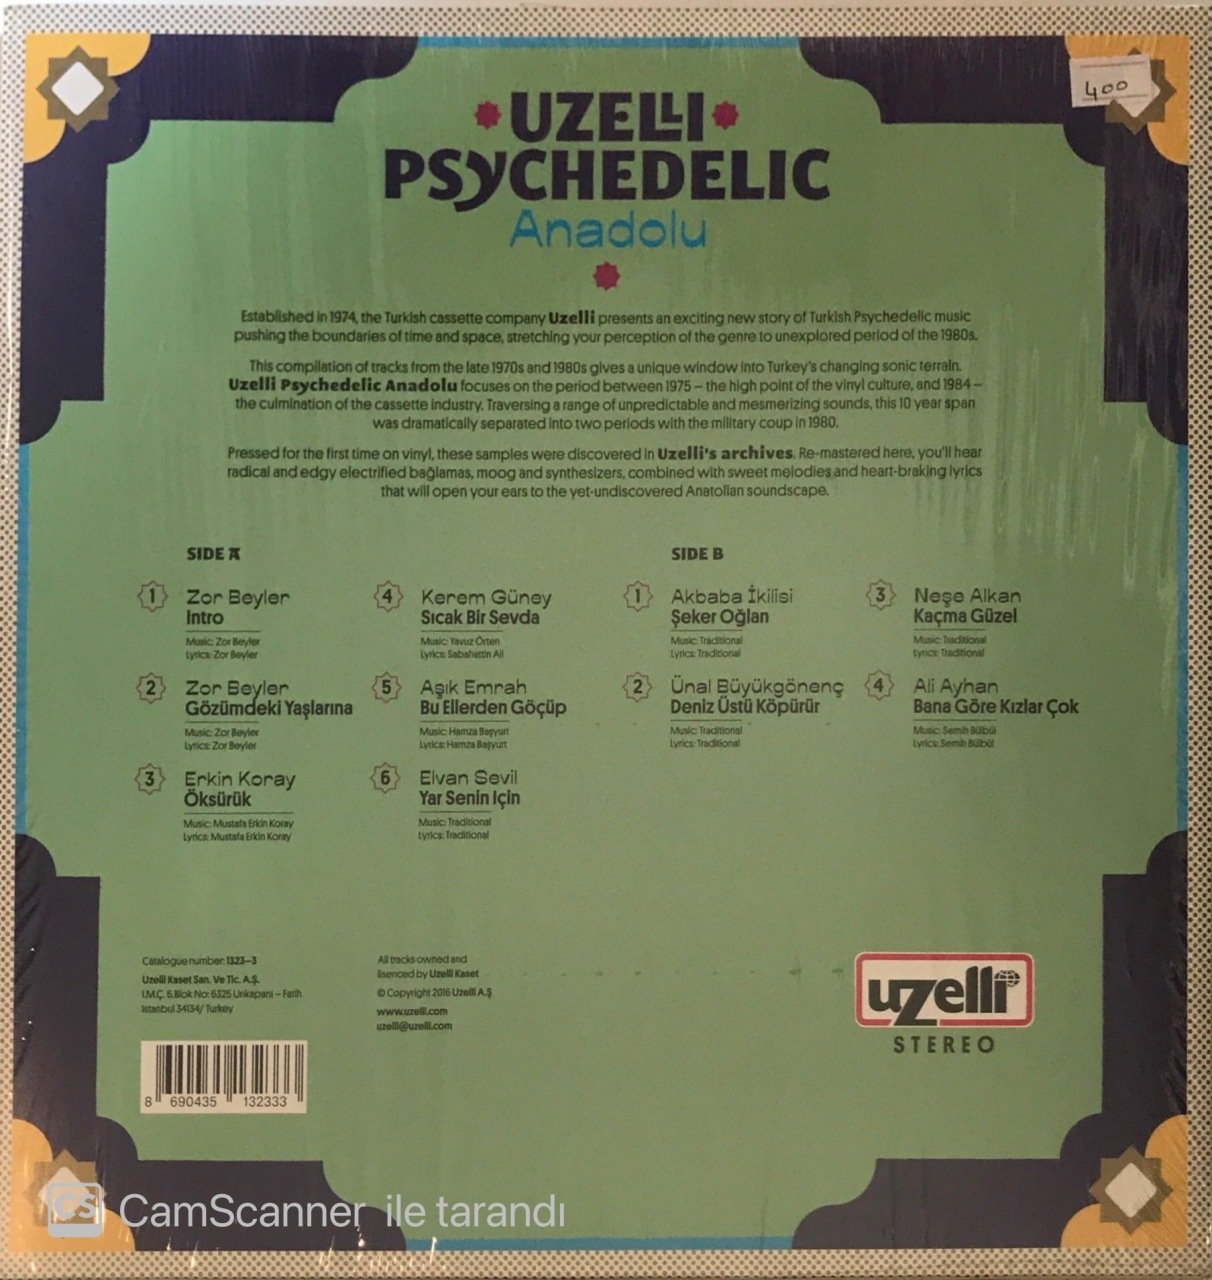 400
UZELLI
PSYCHEDELIC
Anadolu
Established in 1974, the Turkish cassette company Uzelli presents an exciting new story of Turkish Psychedelic music
pushing the boundaries of time and space, stretching your perception of the genre to unexplored period of the 1980s.
This compilation of tracks from the late 1970s and 1980s gives a unique window into Turkey's changing sonic terrain.
Uzelli Psychedelic Anadolu focuses on the period between 1975 – the high point of the vinyl culture, and 1984 –
the culmination of the cassette industry. Traversing a range of unpredictable and mesmerizing sounds, this 10 year span
was dramatically separated into two periods with the military coup in 1980.
Pressed for the first time on vinyl, these samples were discovered in Uzelli's archives. Re-mastered here, you'll hear
radical and edgy electrified bağlamas, moog and synthesizers, combined with sweet melodies and heart-braking lyrics
that will open your ears to the yet-undiscovered Anatolian soundscape.
SIDE A
1 Zor Beyler
Intro
Music: Zor Beyler
Lyrics: Zor Beyler
2 Zor Beyler
Gözümdeki Yaşlarına
Music: Zor Beyler
Lyrics: Zor Beyler
3 Erkin Koray
Öksürük
Music: Mustafa Erkin Koray
Lyrics: Mustafa Erkin Koray
4 Kerem Güney
Sıcak Bir Sevda
Music: Yavuz Örten
Lyrics: Sabahattin Ali
5 Aşık Emrah
Bu Ellerden Göçüp
Music: Hamza Başyurt
Lyrics: Hamza Başyurt
6 Elvan Sevil
Yar Senin Için
Music: Traditional
Lyrics: Traditional
SIDE B
1 Akbaba İkilisi
Şeker Oğlan
Music: Traditional
Lyrics: Traditional
2 Ünal Büyükgönenç
Deniz Üstü Köpürür
Music: Traditional
Lyrics: Traditional
3 Neşe Alkan
Kaçma Güzel
Music: Traditional
Lyrics: Traditional
4 Ali Ayhan
Bana Göre Kızlar Çok
Music: Semih Bülbül
Lyrics: Semih Bülbül
Catalogue number: 1323–3
Uzelli Kaset San. Ve Tic. A.Ş.
I.M.Ç. 6.Blok No: 6325 Unkapani – Fatih
Istanbul 34134/ Turkey
All tracks owned and
lisenced by Uzelli Kaset
© Copyright 2016 Uzelli A.Ş
www.uzelli.com
uzelli@uzelli.com
uzelli
STEREO
8 690435 132333
CS CamScanner ile tarandı